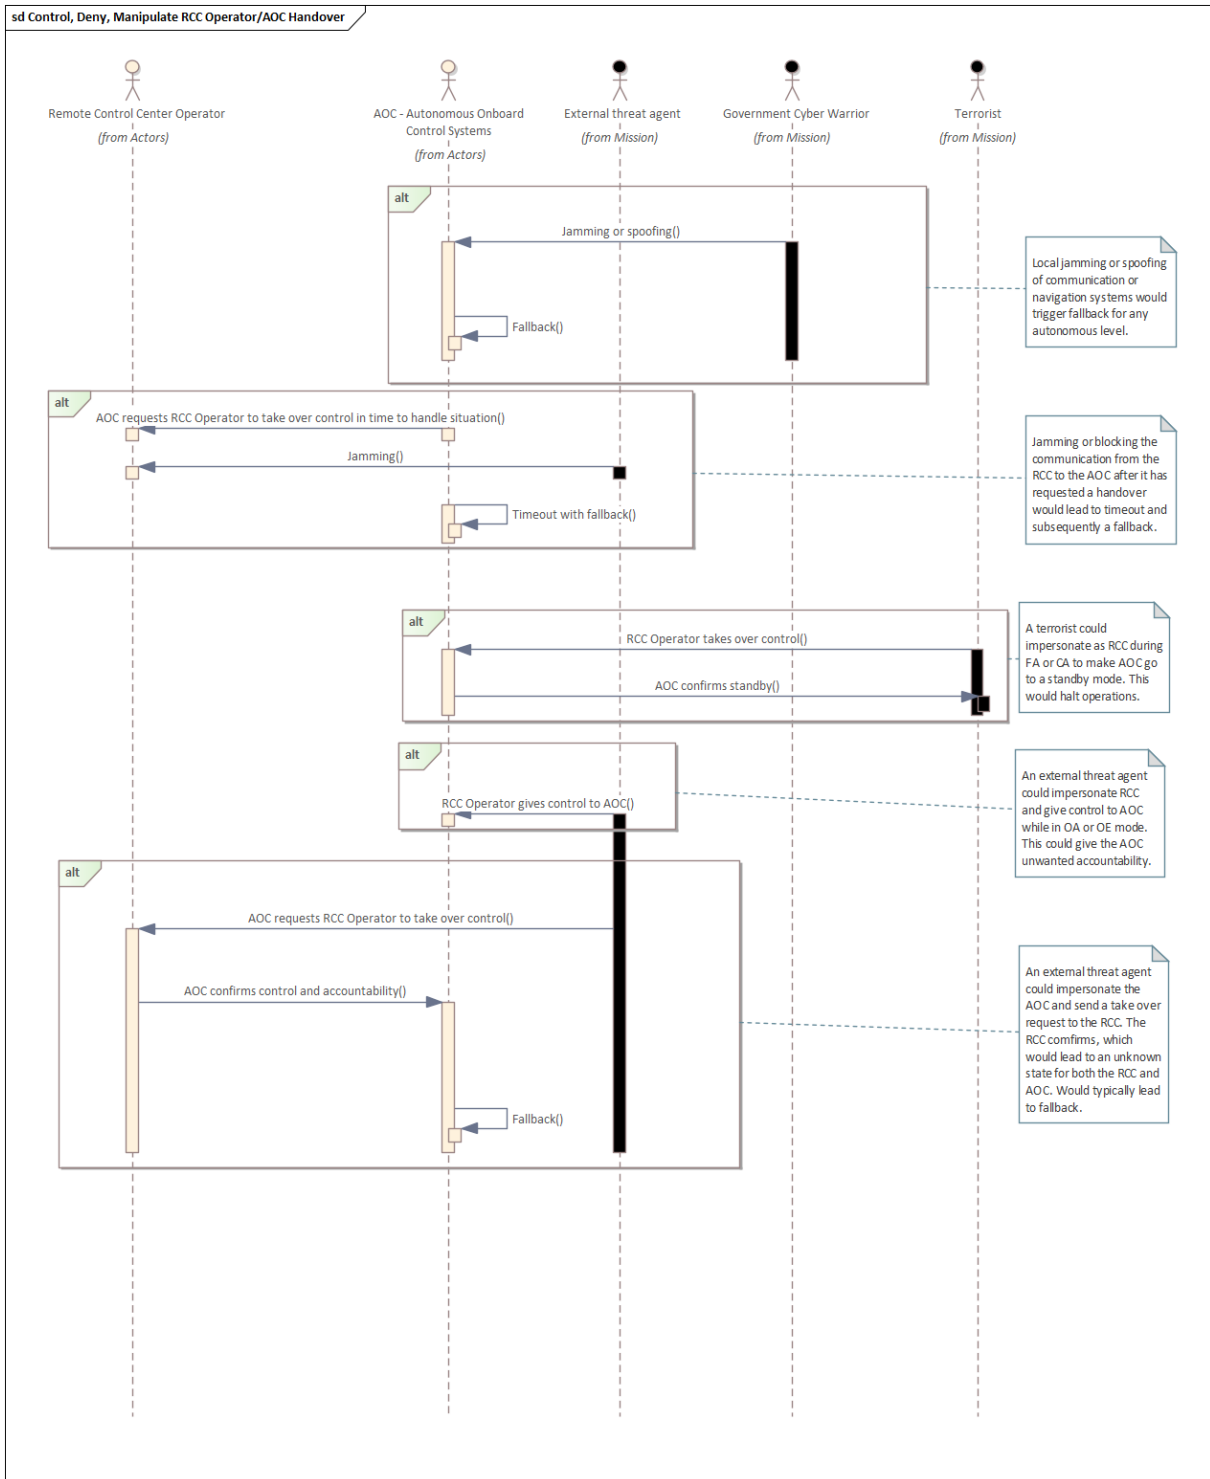 sd Control, Deny, Manipulate RCC Operator/AOC Handover
Remote Control Center Operator
(from Actors)
AOC - Autonomous Onboard
Control Systems
(from Actors)
External threat agent
(from Mission)
Government Cyber Warrior
(from Mission)
Terrorist
(from Mission)
alt
Jamming or spoofing()
Fallback()
Local jamming or spoofing
of communication or
navigation systems would
trigger fallback for any
autonomous level.
alt
AOC requests RCC Operator to take over control in time to handle situation()
Jamming()
Timeout with fallback()
Jamming or blocking the
communication from the
RCC to the AOC after it has
requested a handover
would lead to timeout and
subsequently a fallback.
alt
RCC Operator takes over control()
AOC confirms standby()
A terrorist could
impersonate as RCC during
FA or CA to make AOC go
to a standby mode. This
would halt operations.
alt
RCC Operator gives control to AOC()
An external threat agent
could impersonate RCC
and give control to AOC
while in OA or OE mode.
This could give the AOC
unwanted accountability.
alt
AOC requests RCC Operator to take over control()
AOC confirms control and accountability()
Fallback()
An external threat agent
could impersonate the
AOC and send a take over
request to the RCC. The
RCC comfirms, which
would lead to an unknown
state for both the RCC and
AOC. Would typically lead
to fallback.